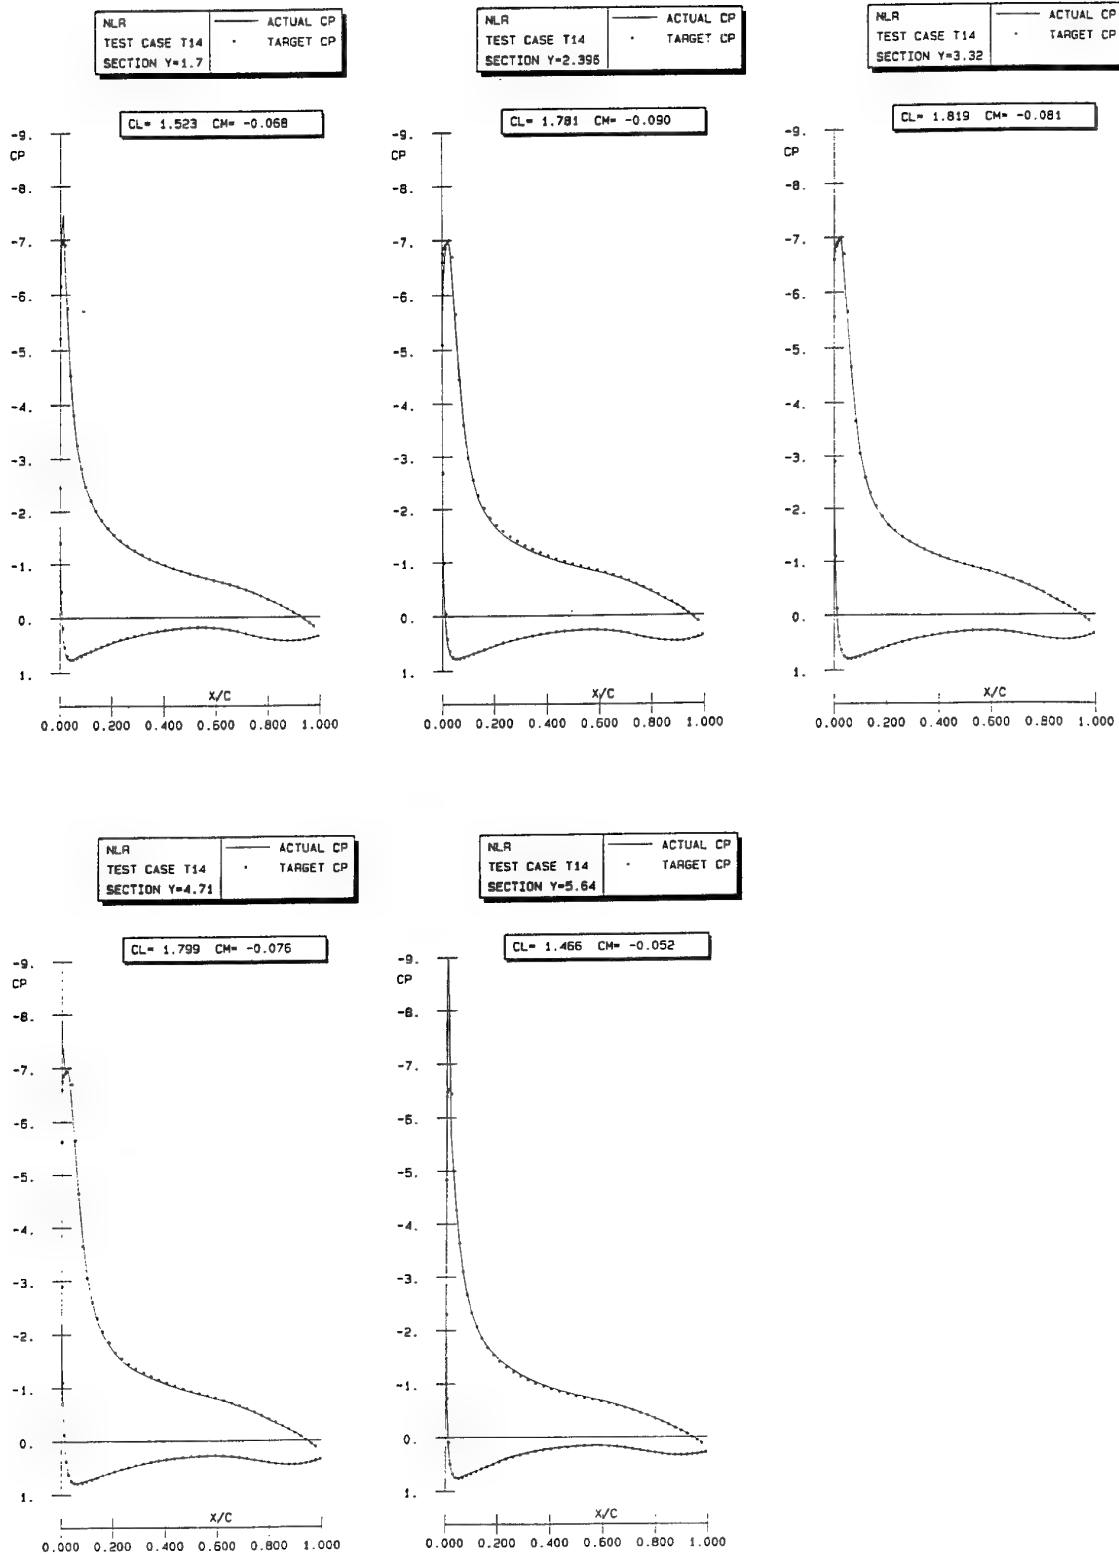 NLR ACTUAL CP
TEST CASE T14 TARGET CP
SECTION Y=1.7
CL= 1.523 CM= -0.068
-9.
CP
-8.
-7.
-6.
-5.
-4.
-3.
-2.
-1.
0.
1.
X/C
0.000 0.200 0.400 0.600 0.800 1.000
NLR ACTUAL CP
TEST CASE T14 TARGET CP
SECTION Y=2.396
CL= 1.781 CM= -0.090
-9.
CP
-8.
-7.
-6.
-5.
-4.
-3.
-2.
-1.
0.
1.
X/C
0.000 0.200 0.400 0.600 0.800 1.000
NLR ACTUAL CP
TEST CASE T14 TARGET CP
SECTION Y=3.32
CL= 1.819 CM= -0.081
-9.
CP
-8.
-7.
-6.
-5.
-4.
-3.
-2.
-1.
0.
1.
X/C
0.000 0.200 0.400 0.600 0.800 1.000
NLR ACTUAL CP
TEST CASE T14 TARGET CP
SECTION Y=4.71
CL= 1.799 CM= -0.076
-9.
CP
-8.
-7.
-6.
-5.
-4.
-3.
-2.
-1.
0.
1.
X/C
0.000 0.200 0.400 0.600 0.800 1.000
NLR ACTUAL CP
TEST CASE T14 TARGET CP
SECTION Y=5.64
CL= 1.466 CM= -0.052
-9.
CP
-8.
-7.
-6.
-5.
-4.
-3.
-2.
-1.
0.
1.
X/C
0.000 0.200 0.400 0.600 0.800 1.000